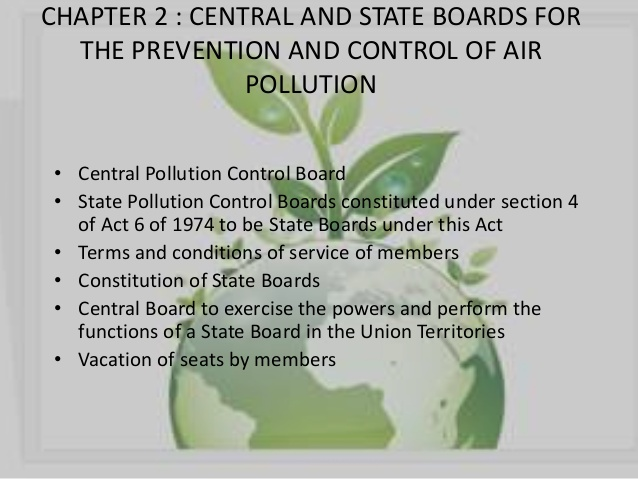 CHAPTER 2 : CENTRAL AND STATE BOARDS FOR
THE PREVENTION AND CONTROL OF AIR
POLLUTION
• Central Pollution Control Board
• State Pollution Control Boards constituted under section 4
of Act 6 of 1974 to be State Boards under this Act
• Terms and conditions of service of members
• Constitution of State Boards
• Central Board to exercise the powers and perform the
functions of a State Board in the Union Territories
• Vacation of seats by members